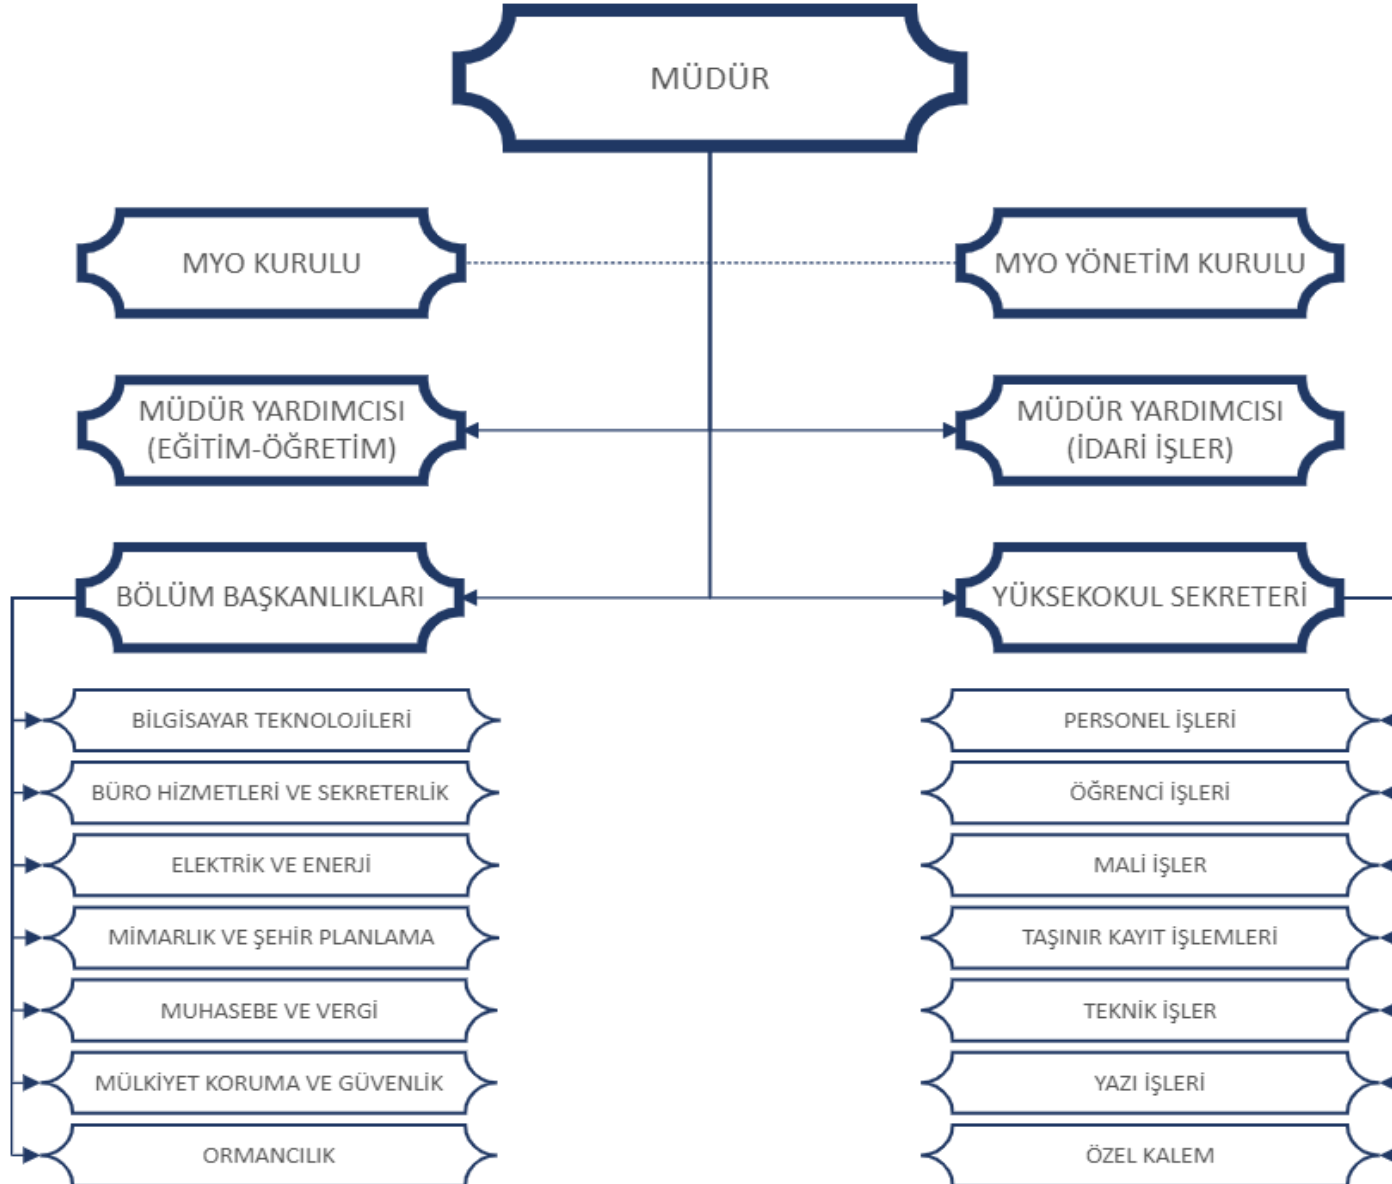 MÜDÜR
MYO KURULU
MYO YÖNETİM KURULU
MÜDÜR YARDIMCISI
(EĞİTİM-ÖĞRETİM)
MÜDÜR YARDIMCISI
(İDARİ İŞLER)
BÖLÜM BAŞKANLIKLARI
YÜKSEKOKUL SEKRETERİ
BİLGİSAYAR TEKNOLOJİLERİ
BÜRO HİZMETLERİ VE SEKRETERLİK
ELEKTRİK VE ENERJİ
MİMARLIK VE ŞEHİR PLANLAMA
MUHASEBE VE VERGİ
MÜLKİYET KORUMA VE GÜVENLİK
ORMANCILIK
PERSONEL İŞLERİ
ÖĞRENCİ İŞLERİ
MALİ İŞLER
TAŞINIR KAYIT İŞLEMLERİ
TEKNİK İŞLER
YAZI İŞLERİ
ÖZEL KALEM